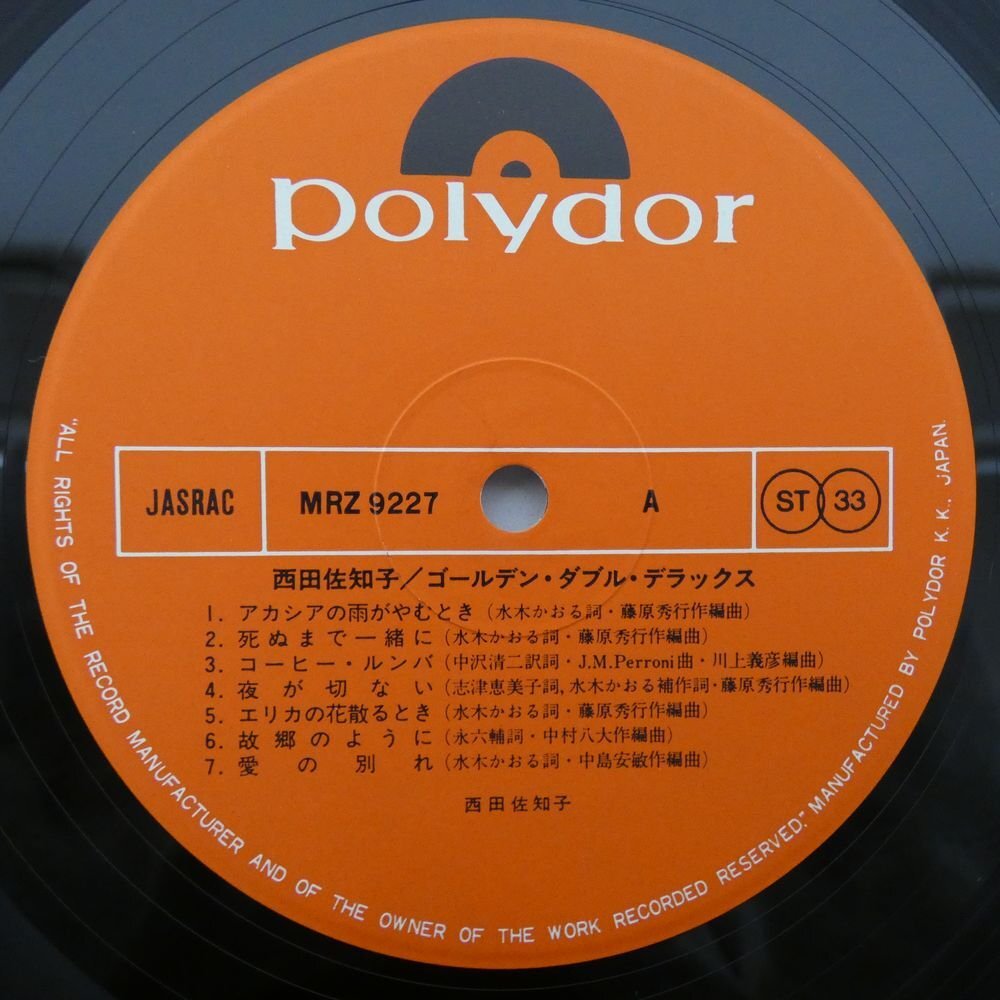 polydor
JASRAC
MRZ 9227
A
ST 33
西田佐知子/ゴールデン・ダブル・デラックス
1. アカシアの雨がやむとき(水木かおる詞・藤原秀行作編曲)
2. 死ぬまで一緒に(水木かおる詞・藤原秀行作編曲)
3. コーヒー・ルンバ(中沢清二訳詞・J.M.Perroni曲・川上義彦編曲)
4. 夜が切ない(志津恵美子詞,水木かおる補作詞・藤原秀行作編曲)
5. エリカの花散るとき(水木かおる詞・藤原秀行作編曲)
6. 故郷のように(永六輔詞・中村八大作編曲)
7. 愛の別れ(水木かおる詞・中島安敏作編曲)
西田佐知子
"ALL RIGHTS OF THE RECORD MANUFACTURER AND OF THE OWNER OF THE WORK RECORDED RESERVED." MANUFACTURED BY POLYDOR K. K., JAPAN.